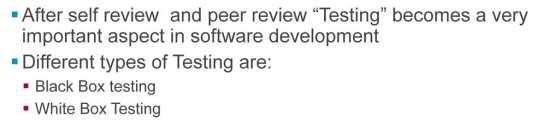 After self review  and peer review “Testing” becomes a very
important aspect in software development
Different types of Testing are:
Black Box testing
White Box Testing